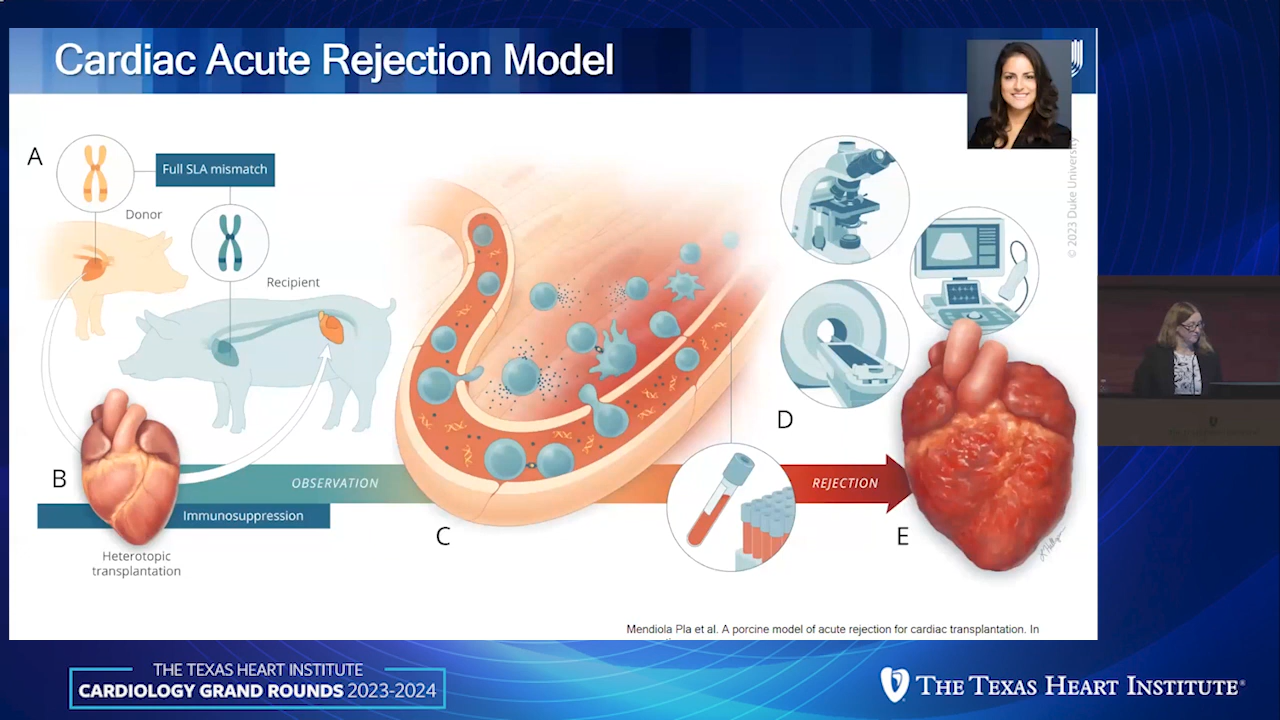 Cardiac Acute Rejection Model
A
Full SLA mismatch
Donor
Recipient
© 2023 Duke University
D
B
OBSERVATION
REJECTION
Immunosuppression
C
E
Heterotopic
transplantation
Mendiola Pla et al. A porcine model of acute rejection for cardiac transplantation. In
THE TEXAS HEART INSTITUTE
CARDIOLOGY GRAND ROUNDS 2023-2024
THE TEXAS HEART INSTITUTE